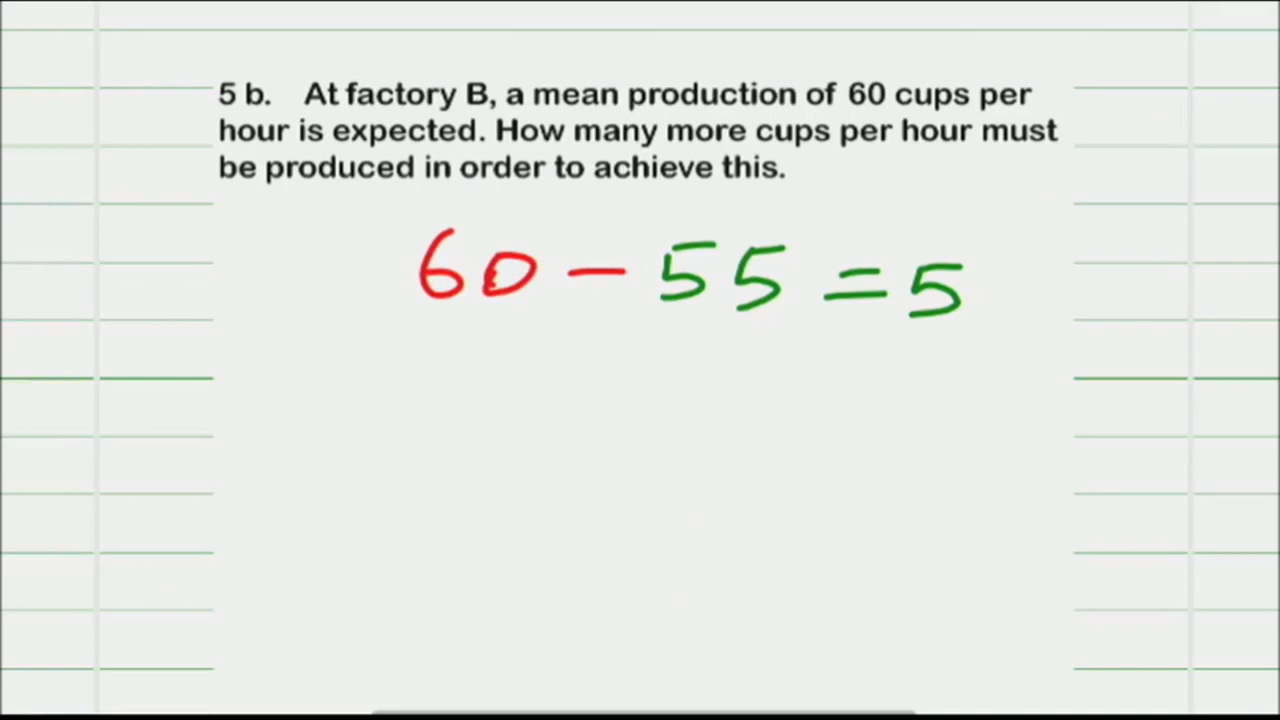 5 b. At factory B, a mean production of 60 cups per
hour is expected. How many more cups per hour must
be produced in order to achieve this.
60 - 55 = 5